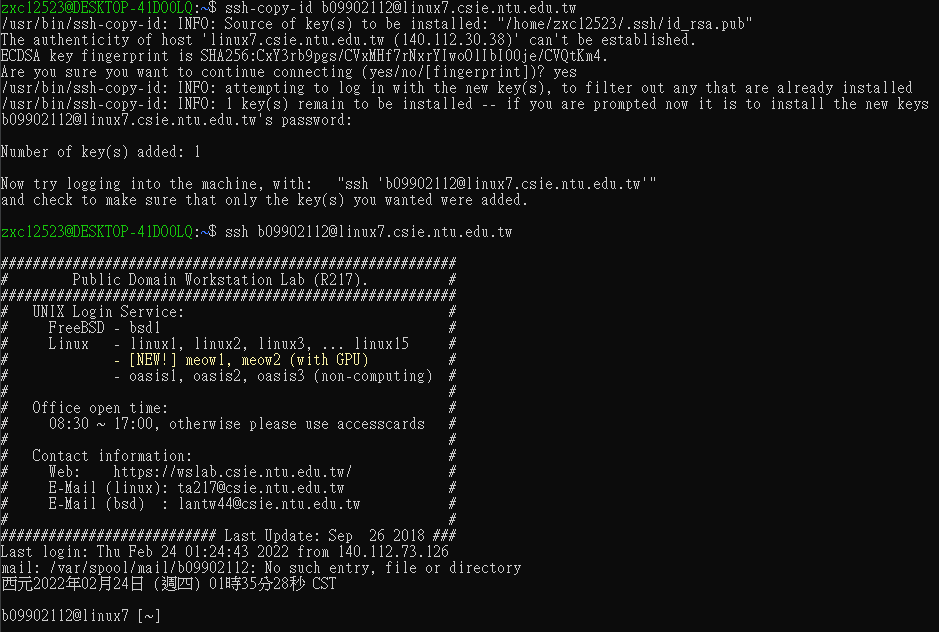 zxc12523@DESKTOP-41DO0LQ:~$ ssh-copy-id b09902112@linux7.csie.ntu.edu.tw
/usr/bin/ssh-copy-id: INFO: Source of key(s) to be installed: "/home/zxc12523/.ssh/id_rsa.pub"
The authenticity of host 'linux7.csie.ntu.edu.tw (140.112.30.38)' can't be established.
ECDSA key fingerprint is SHA256:CxY3rb9pgs/CVxMHf7rNxrYIwoOlIbI00je/CVQtKm4.
Are you sure you want to continue connecting (yes/no/[fingerprint])? yes
/usr/bin/ssh-copy-id: INFO: attempting to log in with the new key(s), to filter out any that are already installed
/usr/bin/ssh-copy-id: INFO: 1 key(s) remain to be installed -- if you are prompted now it is to install the new keys
b09902112@linux7.csie.ntu.edu.tw's password:
Number of key(s) added: 1
Now try logging into the machine, with:   "ssh 'b09902112@linux7.csie.ntu.edu.tw'"
and check to make sure that only the key(s) you wanted were added.
zxc12523@DESKTOP-41DO0LQ:~$ ssh b09902112@linux7.csie.ntu.edu.tw
#########################################################
#        Public Domain Workstation Lab (R217).          #
#########################################################
#   UNIX Login Service:                                 #
#     FreeBSD - bsd1                                    #
#     Linux   - linux1, linux2, linux3, ... linux15     #
#             - [NEW!] meow1, meow2 (with GPU)          #
#             - oasis1, oasis2, oasis3 (non-computing)  #
#                                                       #
#   Office open time:                                   #
#     08:30 ~ 17:00, otherwise please use accesscards   #
#                                                       #
#   Contact information:                                #
#     Web:    https://wslab.csie.ntu.edu.tw/            #
#     E-Mail (linux): ta217@csie.ntu.edu.tw             #
#     E-Mail (bsd)  : lantw44@csie.ntu.edu.tw           #
#                                                       #
########################### Last Update: Sep  26 2018 ###
Last login: Thu Feb 24 01:24:43 2022 from 140.112.73.126
mail: /var/spool/mail/b09902112: No such entry, file or directory
西元2022年02月24日 (週四) 01時35分28秒 CST
b09902112@linux7 [~]